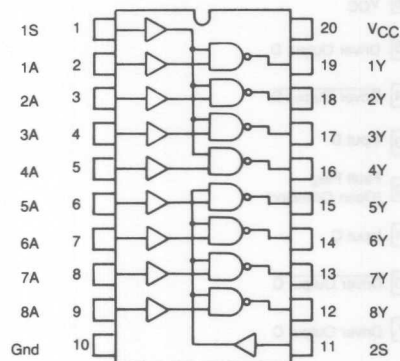 1S 1 20 VCC
1A 2 19 1Y
2A 3 18 2Y
3A 4 17 3Y
4A 5 16 4Y
5A 6 15 5Y
6A 7 14 6Y
7A 8 13 7Y
8A 9 12 8Y
Gnd 10 11 2S